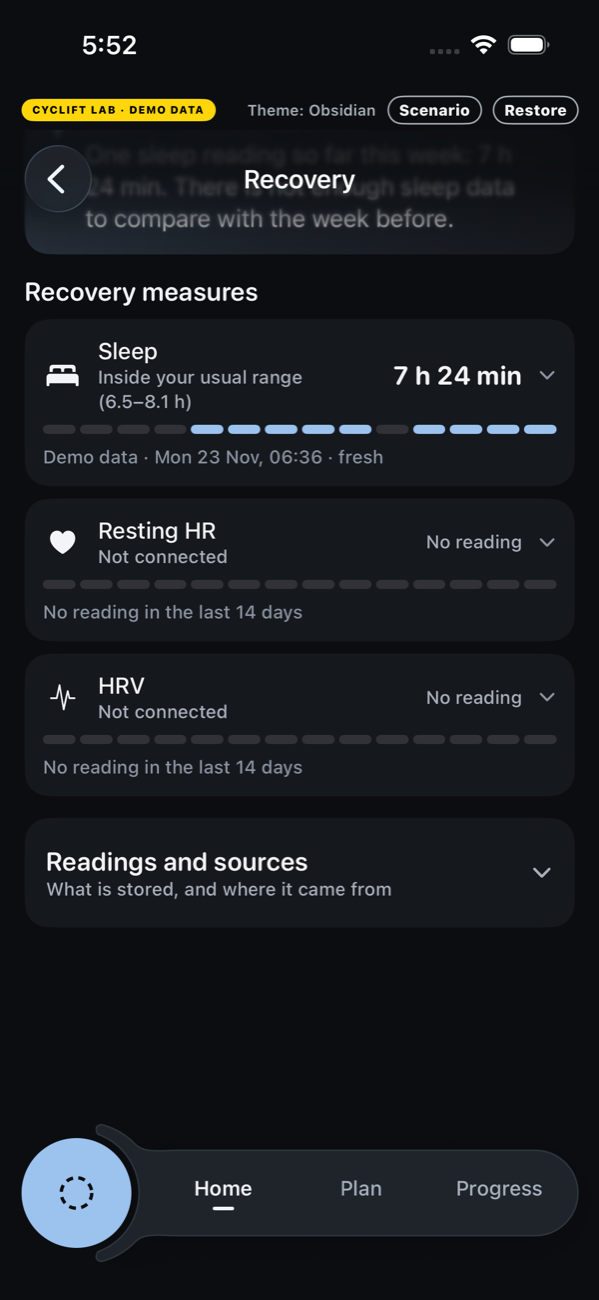 5:52
CYCLIFT LAB · DEMO DATA
Theme: Obsidian
Scenario
Restore
One sleep reading so far this week: 7 h
24 min. There is not enough sleep data
Recovery
to compare with the week before.
Recovery measures
Sleep
Inside your usual range
(6.5–8.1 h)
7 h 24 min
Demo data · Mon 23 Nov, 06:36 · fresh
Resting HR
Not connected
No reading
No reading in the last 14 days
HRV
Not connected
No reading
No reading in the last 14 days
Readings and sources
What is stored, and where it came from
Home
Plan
Progress